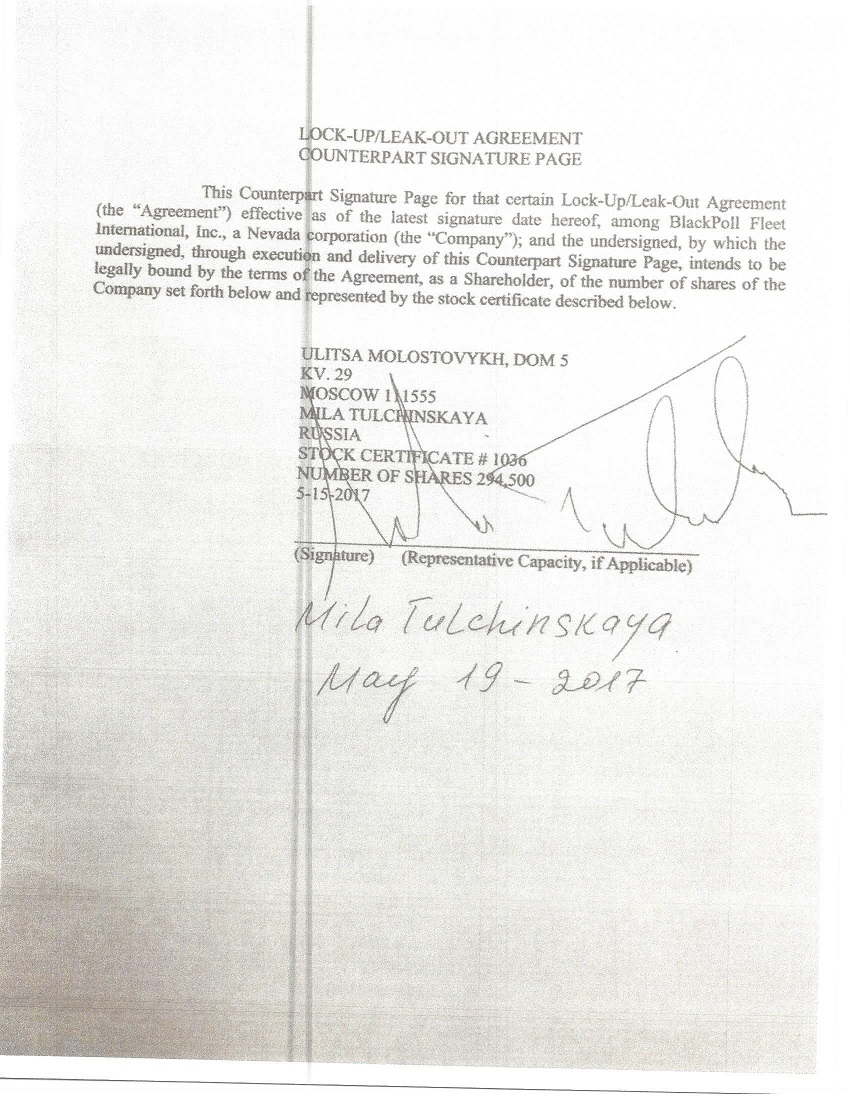 LOCK-UP/LEAK-OUT AGREEMENT
COUNTERPART SIGNATURE PAGE
This Counterpart Signature Page for that certain Lock-Up/Leak-Out Agreement
(the “Agreement”) effective as of the latest signature date hereof, among BlackPoll Fleet
International, Inc., a Nevada corporation (the “Company”); and the undersigned, by which the
undersigned, through execution and delivery of this Counterpart Signature Page, intends to be
legally bound by the terms of the Agreement, as a Shareholder, of the number of shares of the
Company set forth below and represented by the stock certificate described below.
ULITSA MOLOSTOVYKH, DOM 5
KV. 29
MOSCOW 111555
MILA TULCHINSKAYA
RUSSIA
STOCK CERTIFICATE # 1036
NUMBER OF SHARES 294,500
5-15-2017
(Signature) (Representative Capacity, if Applicable)
Mila Tulchinskaya
May 19 - 2017